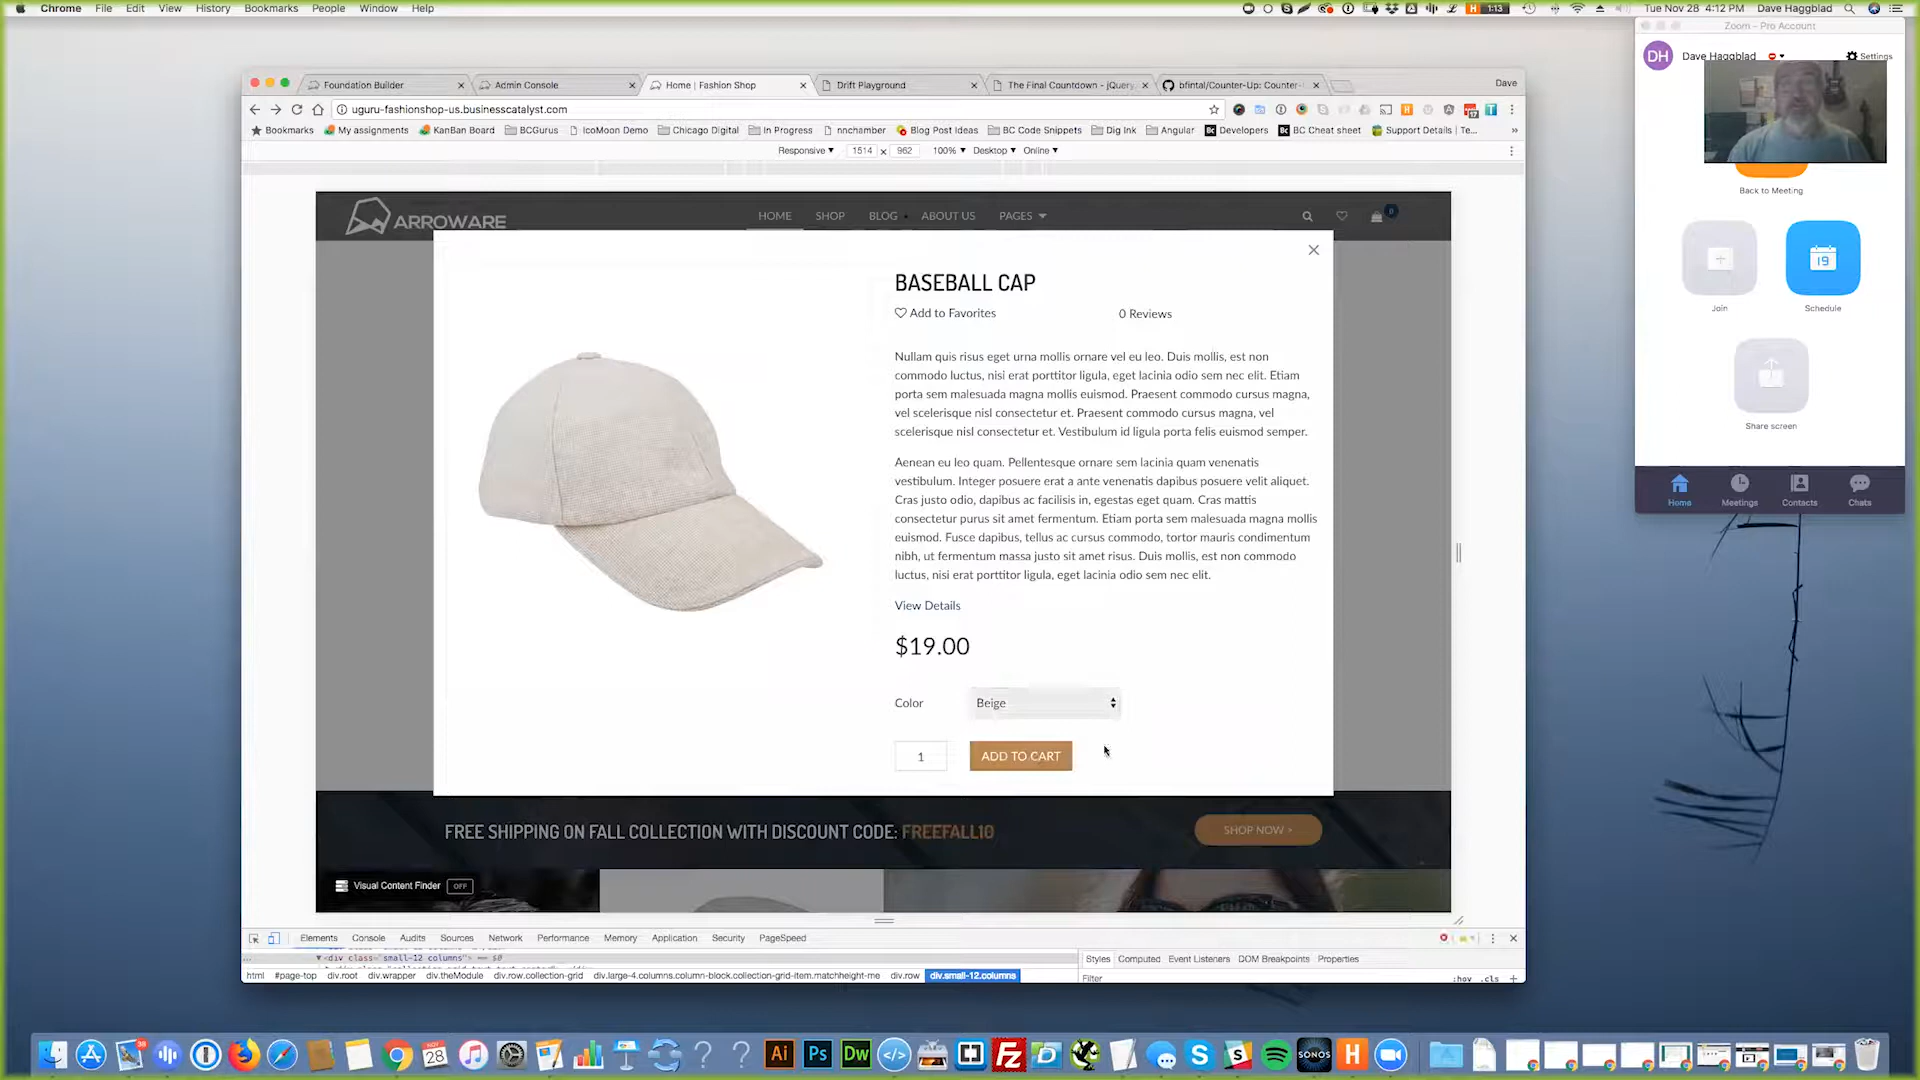 Chrome File Edit View History Bookmarks People Window Help
1:13 Tue Nov 28 4:12 PM Dave Haggblad
Zoom - Pro Account
DH Dave Haggblad Settings
Foundation Builder Admin Console Home | Fashion Shop Drift Playground The Final Countdown - jQuery bfintal/Counter-Up: Counter- Dave
uguru-fashionshop-us.businesscatalyst.com
Bookmarks My assignments KanBan Board BCGurus IcoMoon Demo Chicago Digital In Progress nnchamber Blog Post Ideas BC Code Snippets Dig Ink Angular Developers BC Cheat sheet Support Details | Te... »
Responsive 1514 x 962 100% Desktop Online
Back to Meeting
19
Join Schedule
Share screen
Home Meetings Contacts Chats
ARROWARE HOME SHOP BLOG ABOUT US PAGES 0
BASEBALL CAP
Add to Favorites 0 Reviews
Nullam quis risus eget urna mollis ornare vel eu leo. Duis mollis, est non
commodo luctus, nisi erat porttitor ligula, eget lacinia odio sem nec elit. Etiam
porta sem malesuada magna mollis euismod. Praesent commodo cursus magna,
vel scelerisque nisl consectetur et. Praesent commodo cursus magna, vel
scelerisque nisl consectetur et. Vestibulum id ligula porta felis euismod semper.
Aenean eu leo quam. Pellentesque ornare sem lacinia quam venenatis
vestibulum. Integer posuere erat a ante venenatis dapibus posuere velit aliquet.
Cras justo odio, dapibus ac facilisis in, egestas eget quam. Cras mattis
consectetur purus sit amet fermentum. Etiam porta sem malesuada magna mollis
euismod. Fusce dapibus, tellus ac cursus commodo, tortor mauris condimentum
nibh, ut fermentum massa justo sit amet risus. Duis mollis, est non commodo
luctus, nisi erat porttitor ligula, eget lacinia odio sem nec elit.
View Details
$19.00
Color Beige
1 ADD TO CART
FREE SHIPPING ON FALL COLLECTION WITH DISCOUNT CODE: FREEFALL10 SHOP NOW >
Visual Content Finder OFF
Elements Console Audits Sources Network Performance Memory Application Security PageSpeed
<div class="small-12 columns"> == $0
Styles Computed Event Listeners DOM Breakpoints Properties
html #page-top div.root div.wrapper div.theModule div.row.collection-grid div.large-4.columns.column-block.collection-grid-item.matchheight-me div.row div.small-12.columns
Filter :hov .cls +
NOV 28 Ai Ps Dw </> FZ D S SONOS H